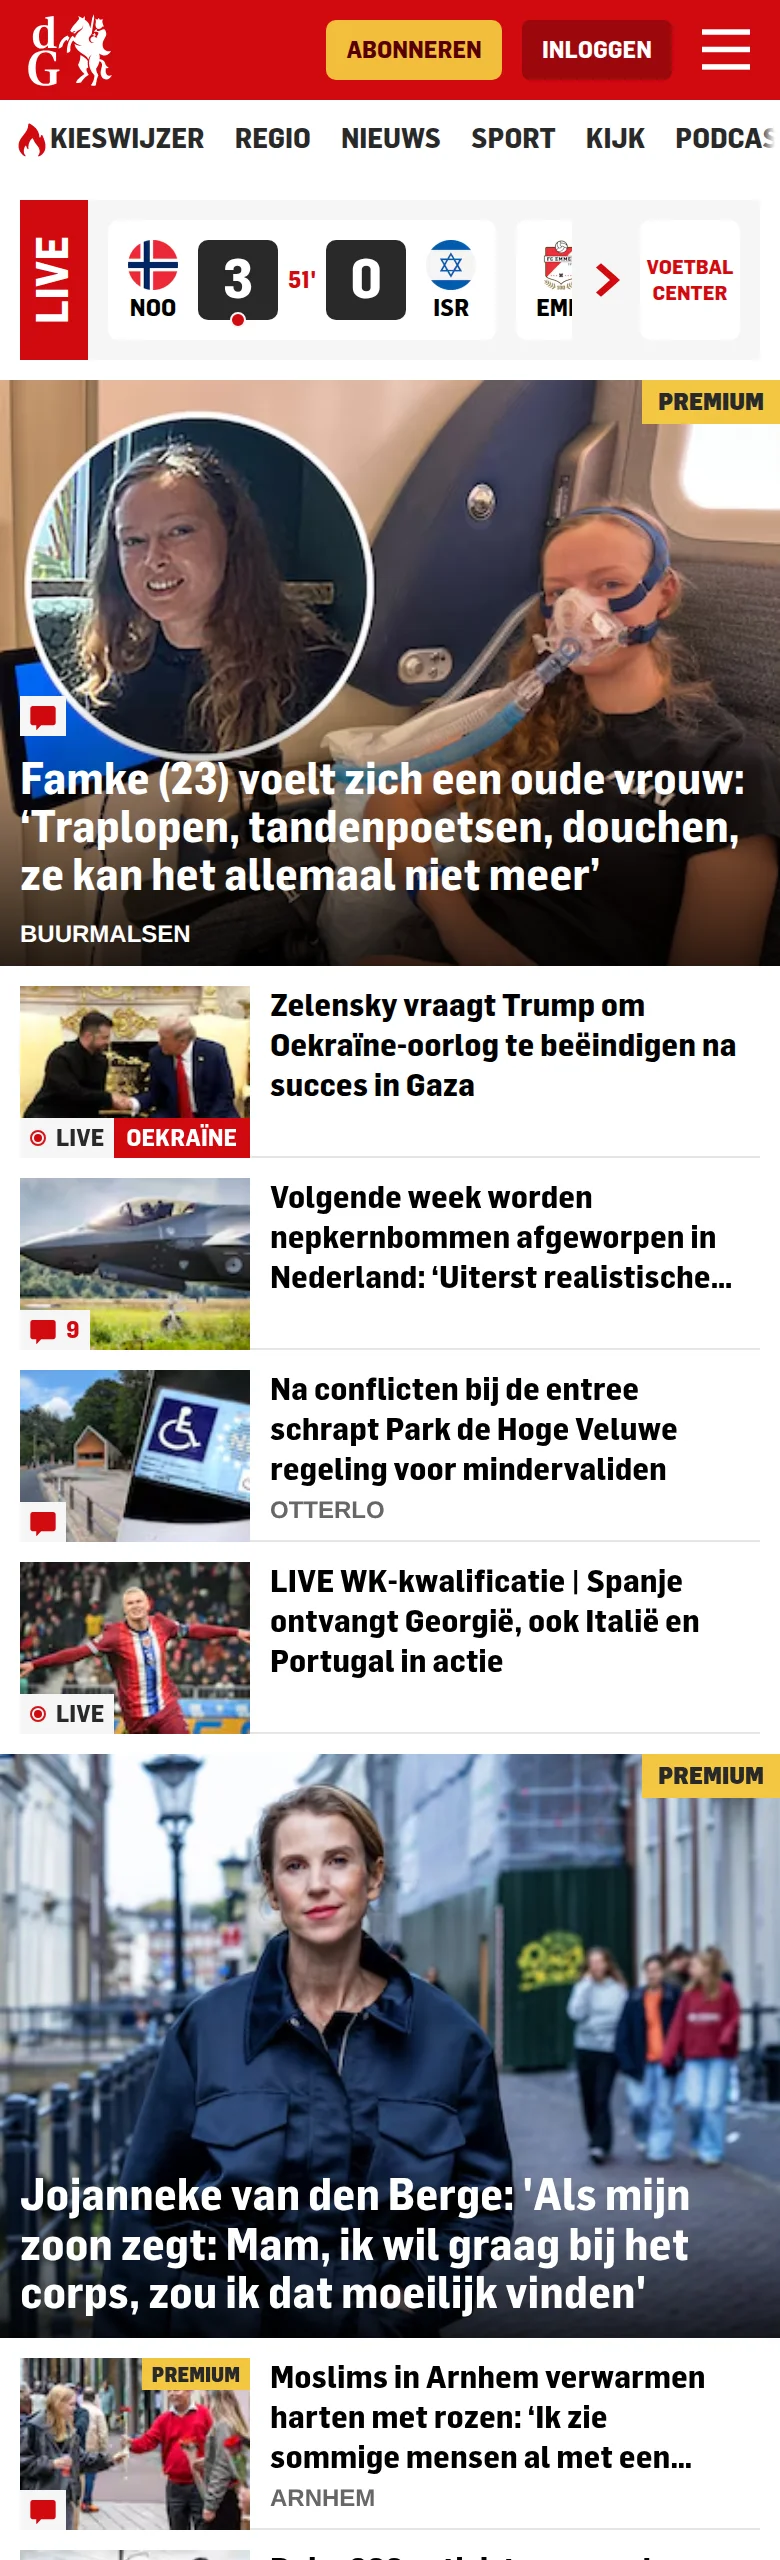 dG
ABONNEREN
INLOGGEN
KIESWIJZER REGIO NIEUWS SPORT KIJK PODCAS
LIVE
NOO
3
51'
0
ISR
FC EMMEN
EMM
VOETBAL
CENTER
PREMIUM
Famke (23) voelt zich een oude vrouw:
‘Traplopen, tandenpoetsen, douchen,
ze kan het allemaal niet meer’
BUURMALSEN
Zelensky vraagt Trump om
Oekraïne-oorlog te beëindigen na
succes in Gaza
LIVE OEKRAÏNE
Volgende week worden
nepkernbommen afgeworpen in
Nederland: ‘Uiterst realistische...
9
Na conflicten bij de entree
schrapt Park de Hoge Veluwe
regeling voor mindervaliden
OTTERLO
LIVE WK-kwalificatie | Spanje
ontvangt Georgië, ook Italië en
Portugal in actie
LIVE
PREMIUM
Jojanneke van den Berge: 'Als mijn
zoon zegt: Mam, ik wil graag bij het
corps, zou ik dat moeilijk vinden'
PREMIUM
Moslims in Arnhem verwarmen
harten met rozen: ‘Ik zie
sommige mensen al met een...
ARNHEM